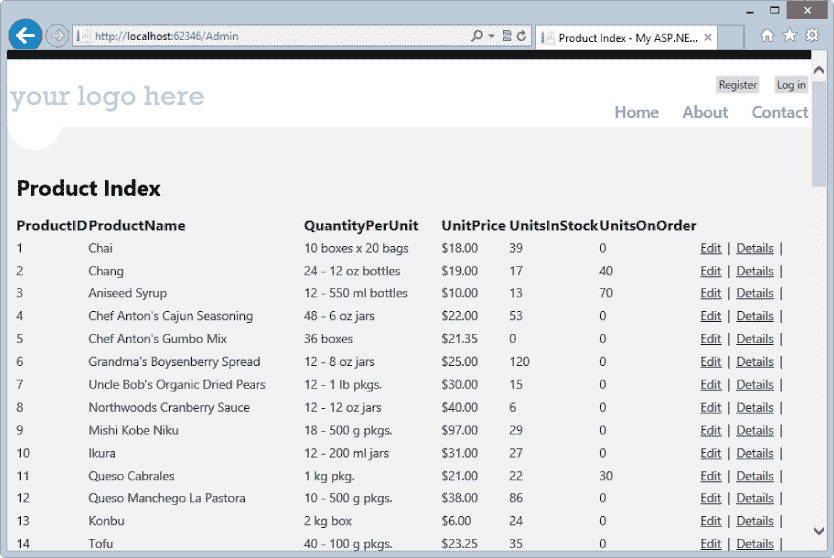 http://localhost:62346/Admin
Product Index - My ASP.NE...
Register Log in
your logo here
Home About Contact
Product Index
ProductID ProductName QuantityPerUnit UnitPrice UnitsInStock UnitsOnOrder
1 Chai 10 boxes x 20 bags $18.00 39 0 Edit | Details |
2 Chang 24 - 12 oz bottles $19.00 17 40 Edit | Details |
3 Aniseed Syrup 12 - 550 ml bottles $10.00 13 70 Edit | Details |
4 Chef Anton's Cajun Seasoning 48 - 6 oz jars $22.00 53 0 Edit | Details |
5 Chef Anton's Gumbo Mix 36 boxes $21.35 0 0 Edit | Details |
6 Grandma's Boysenberry Spread 12 - 8 oz jars $25.00 120 0 Edit | Details |
7 Uncle Bob's Organic Dried Pears 12 - 1 lb pkgs. $30.00 15 0 Edit | Details |
8 Northwoods Cranberry Sauce 12 - 12 oz jars $40.00 6 0 Edit | Details |
9 Mishi Kobe Niku 18 - 500 g pkgs. $97.00 29 0 Edit | Details |
10 Ikura 12 - 200 ml jars $31.00 27 0 Edit | Details |
11 Queso Cabrales 1 kg pkg. $21.00 22 30 Edit | Details |
12 Queso Manchego La Pastora 10 - 500 g pkgs. $38.00 86 0 Edit | Details |
13 Konbu 2 kg box $6.00 24 0 Edit | Details |
14 Tofu 40 - 100 g pkgs. $23.25 35 0 Edit | Details |